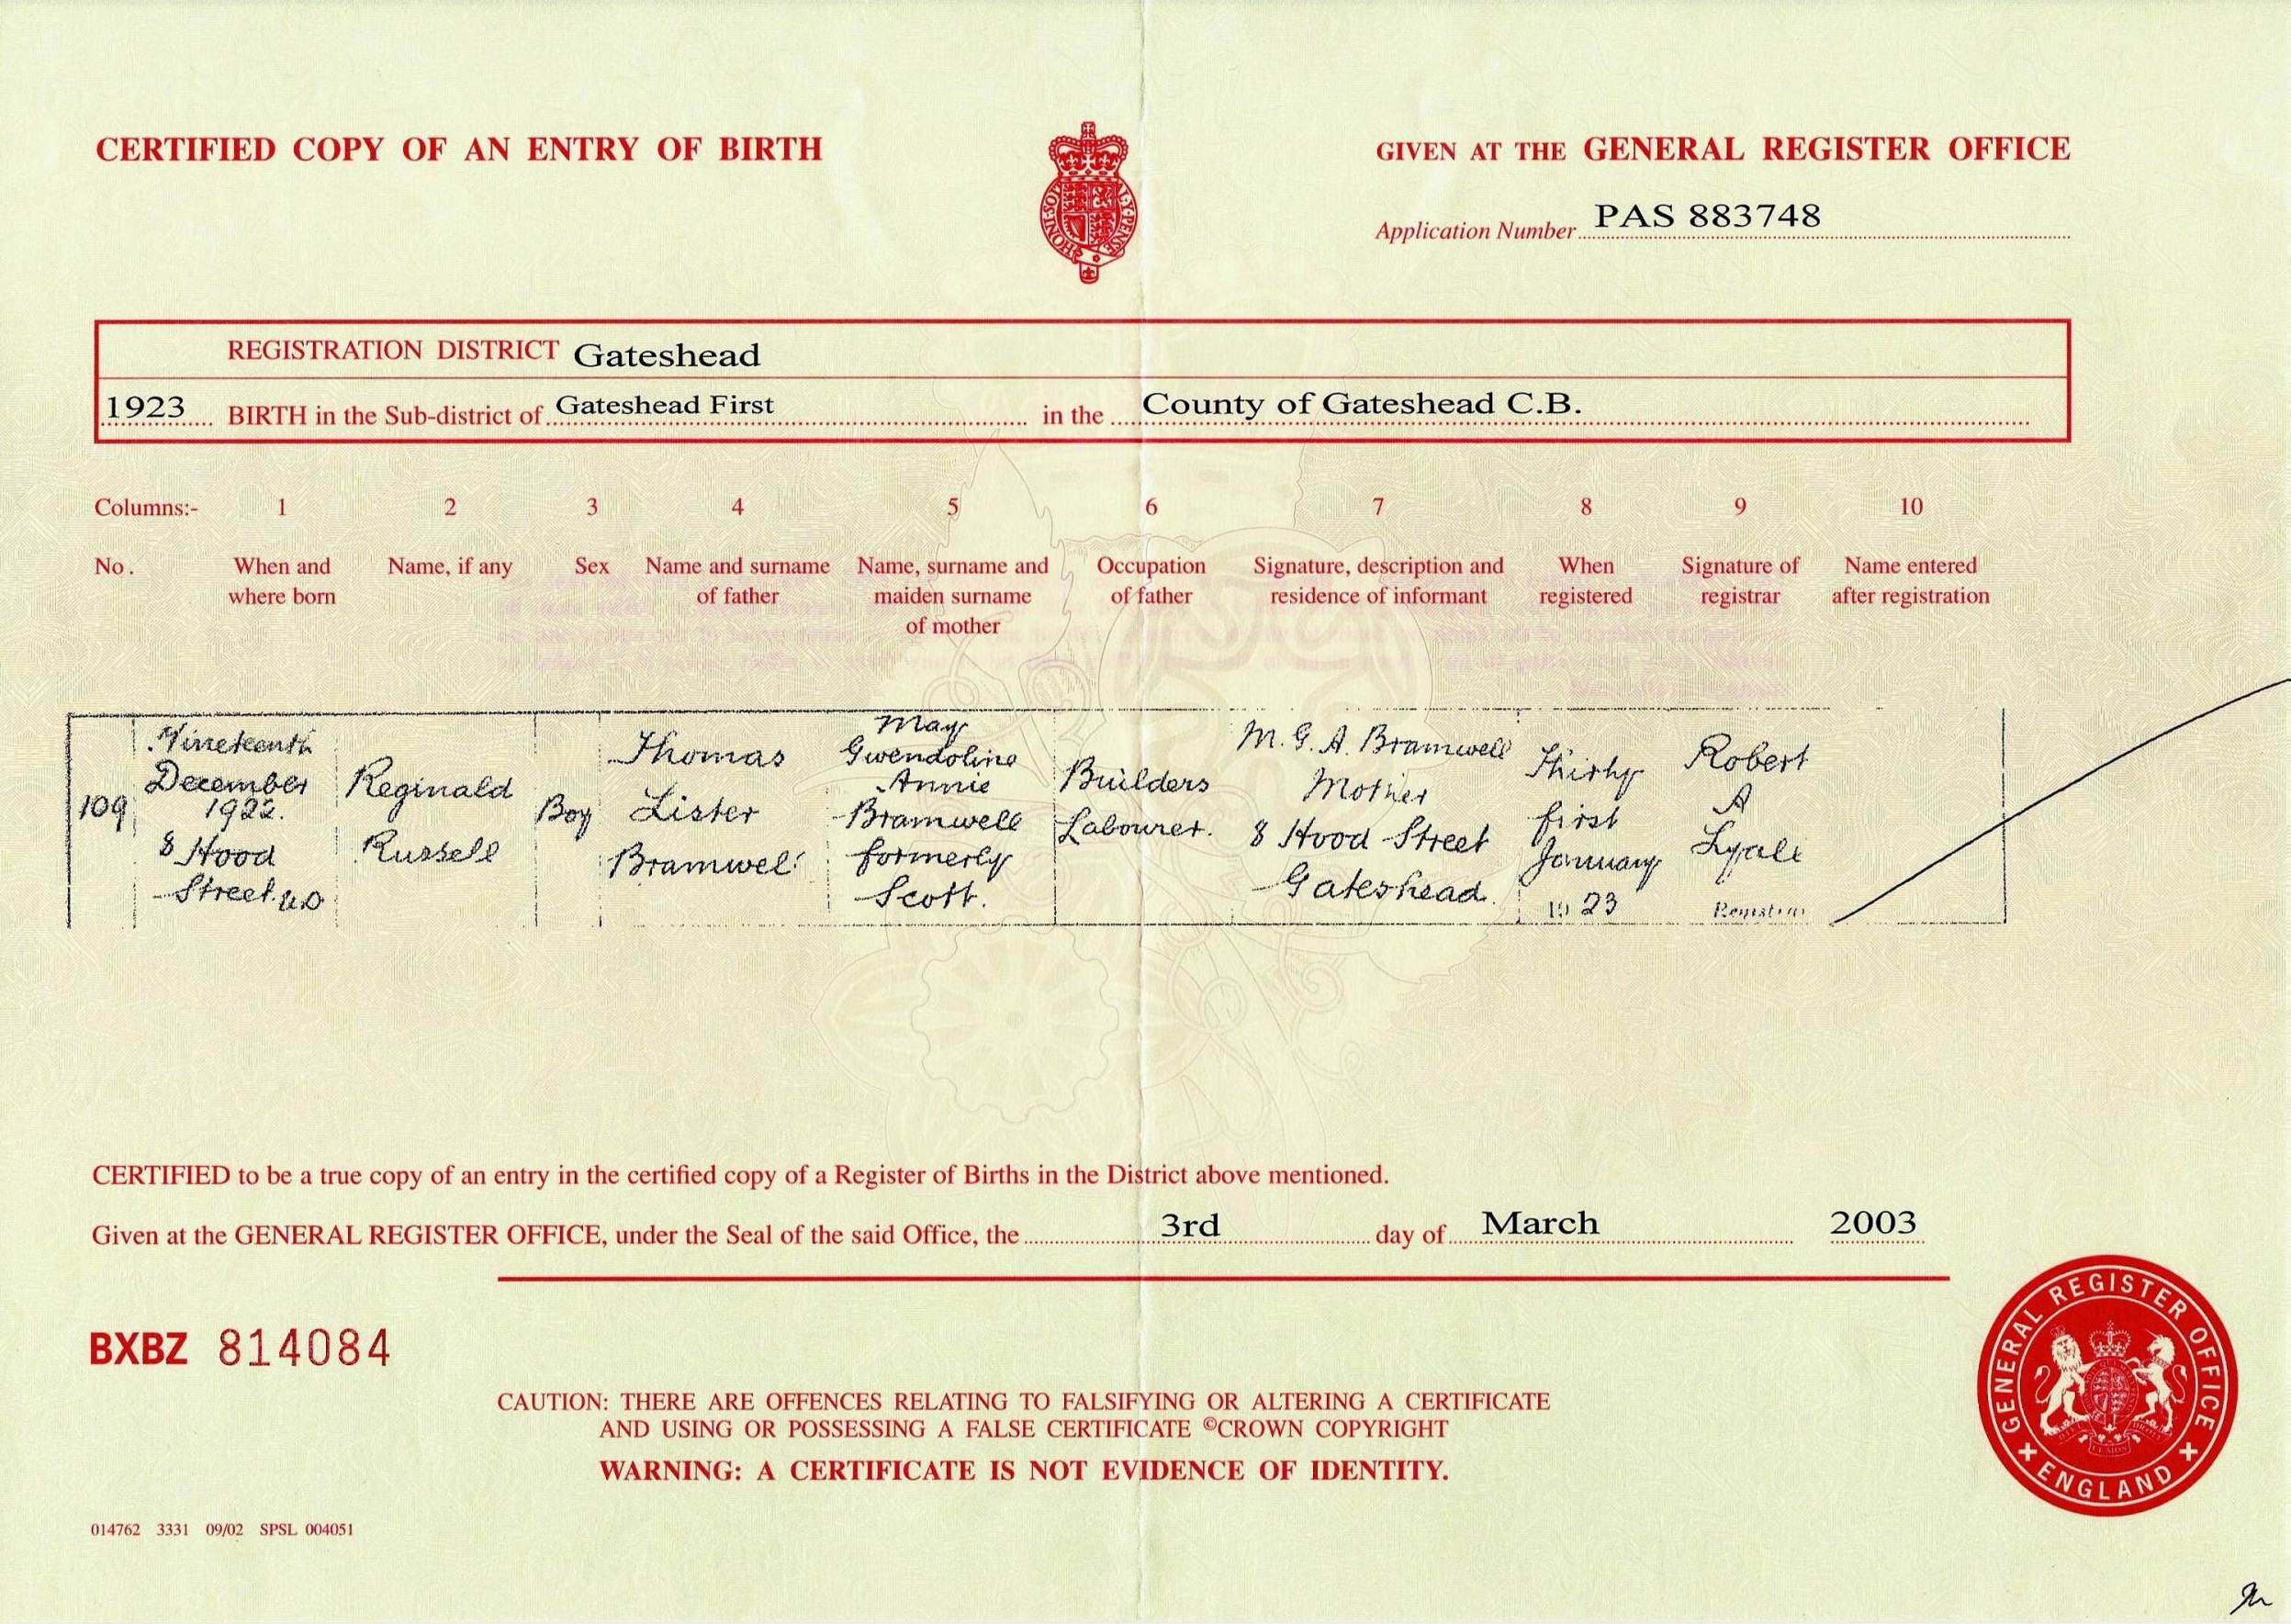 CERTIFIED COPY OF AN ENTRY OF BIRTH
GIVEN AT THE GENERAL REGISTER OFFICE
Application Number PAS 883748
REGISTRATION DISTRICT Gateshead
1923 BIRTH in the Sub-district of Gateshead First in the County of Gateshead C.B.
Columns:- 1 2 3 4 5 6 7 8 9 10
No. When and where born
Name, if any
Sex
Name and surname of father
Name, surname and maiden surname of mother
Occupation of father
Signature, description and residence of informant
When registered
Signature of registrar
Name entered after registration
109
Nineteenth
December
1922.
8 Hood
Street U.D
Reginald
Russell
Boy
Thomas
Lister
Bramwell
May
Gwendoline
Annie
Bramwell
formerly
Scott.
Builders
Labourer.
M. G. A. Bramwell
Mother
8 Hood Street
Gateshead.
Thirty
first
January
1923
Robert
A
Lyall
Registrar
CERTIFIED to be a true copy of an entry in the certified copy of a Register of Births in the District above mentioned.
Given at the GENERAL REGISTER OFFICE, under the Seal of the said Office, the 3rd day of March 2003
BXBZ 814084
CAUTION: THERE ARE OFFENCES RELATING TO FALSIFYING OR ALTERING A CERTIFICATE
AND USING OR POSSESSING A FALSE CERTIFICATE ©CROWN COPYRIGHT
WARNING: A CERTIFICATE IS NOT EVIDENCE OF IDENTITY.
GENERAL REGISTER OFFICE
ENGLAND
014762 3331 09/02 SPSL 004051